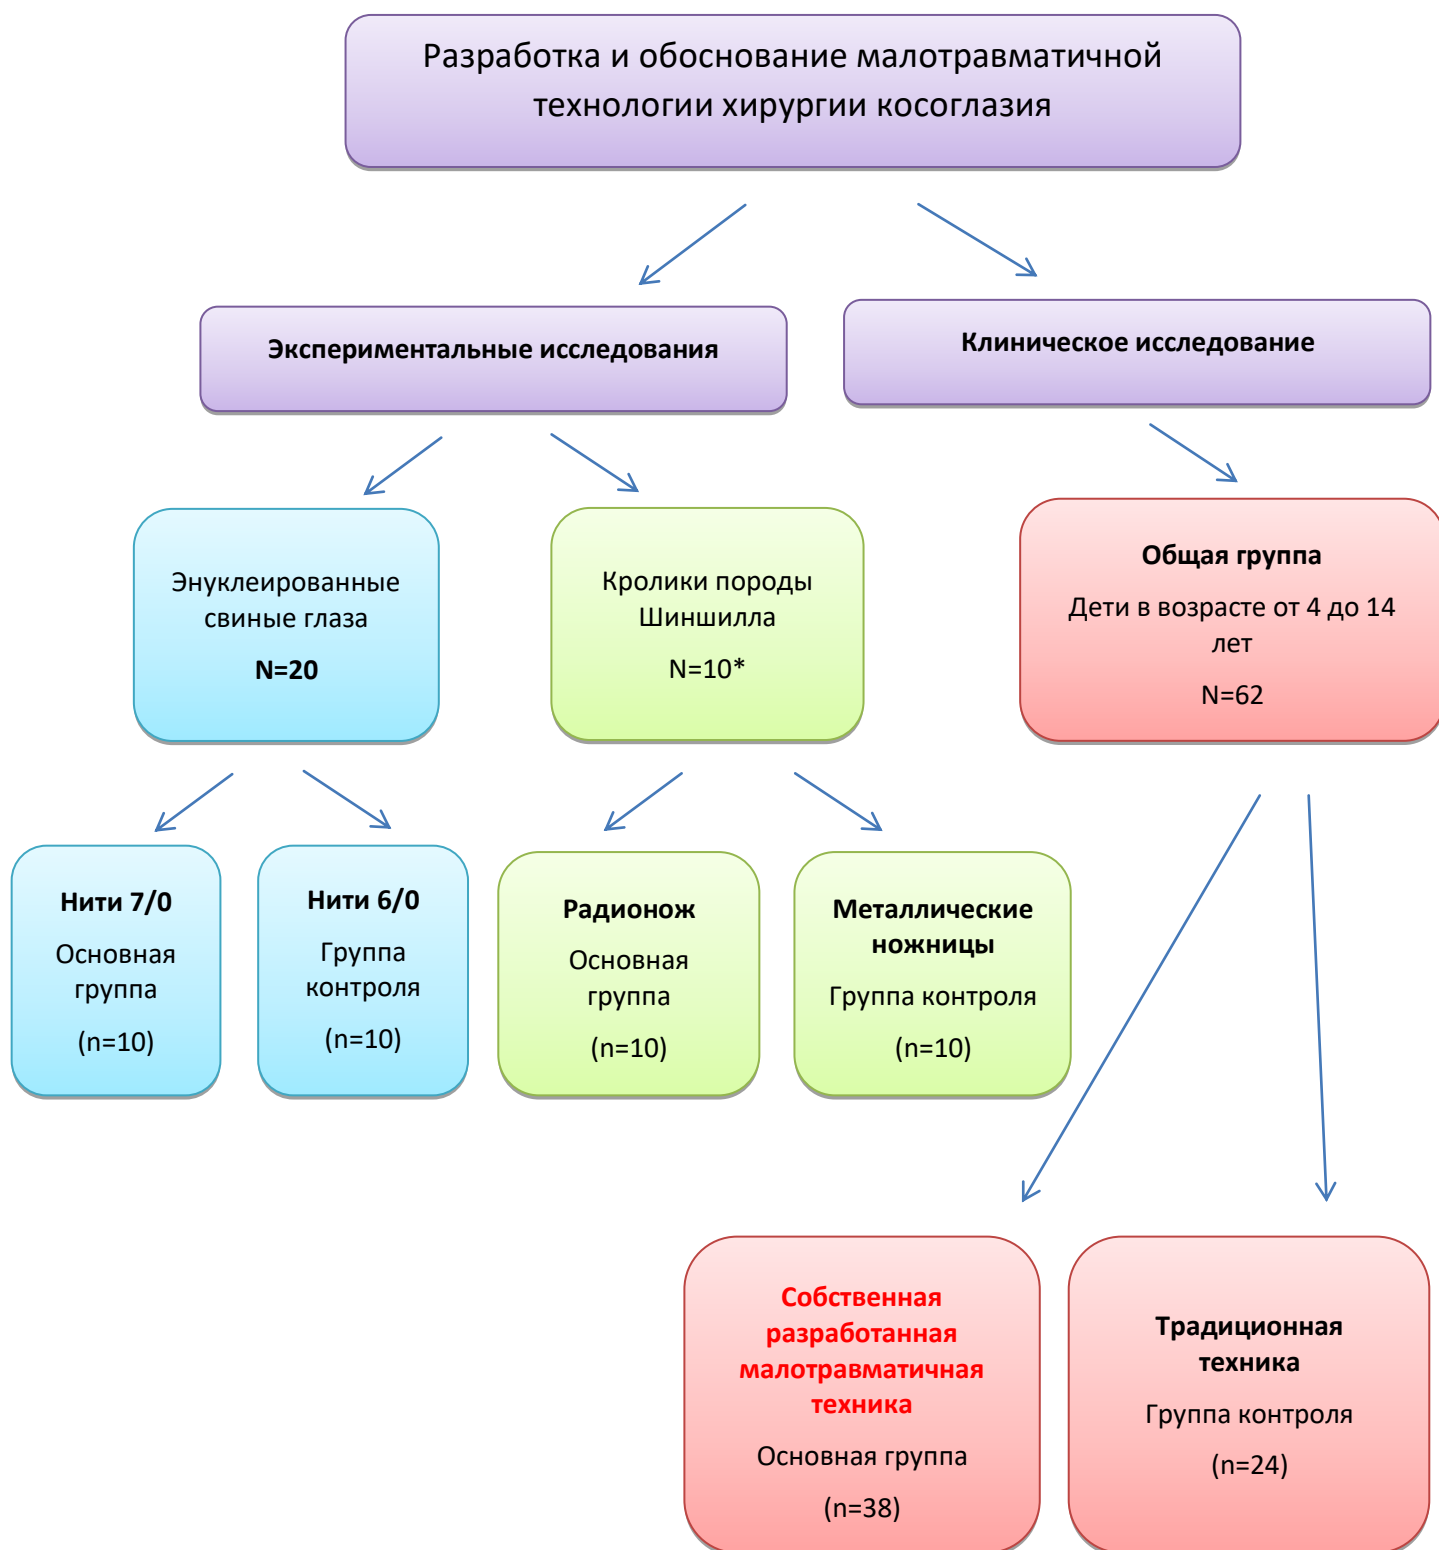 Разработка и обоснование малотравматичной
технологии хирургии косоглазия
Экспериментальные исследования
Клиническое исследование
Энуклеированные
свиные глаза
N=20
Кролики породы
Шиншилла
N=10*
Общая группа
Дети в возрасте от 4 до 14
лет
N=62
Нити 7/0
Основная
группа
(n=10)
Нити 6/0
Группа
контроля
(n=10)
Радионож
Основная
группа
(n=10)
Металлические
ножницы
Группа контроля
(n=10)
Собственная
разработанная
малотравматичная
техника
Основная группа
(n=38)
Традиционная
техника
Группа контроля
(n=24)